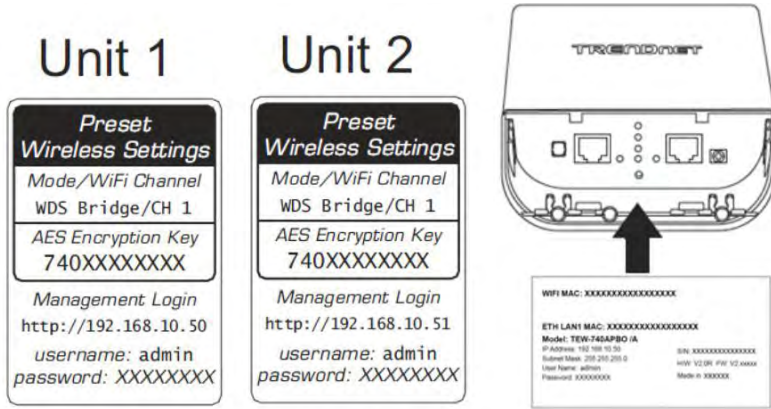 Unit 1
Preset
Wireless Settings
Mode/WiFi Channel
WDS Bridge/CH 1
AES Encryption Key
740XXXXXXXX
Management Login
http://192.168.10.50
username: admin
password: XXXXXXXX
Unit 2
Preset
Wireless Settings
Mode/WiFi Channel
WDS Bridge/CH 1
AES Encryption Key
740XXXXXXXX
Management Login
http://192.168.10.51
username: admin
password: XXXXXXXX
TRENDNET
WIFI MAC: XXXXXXXXXXXXXXXXX
ETH LAN1 MAC: XXXXXXXXXXXXXXXXX
Model: TEW-740APBO /A
IP Address: 192.168.10.50
Subnet Mask: 255.255.255.0
User Name: admin
Password: XXXXXXXX
S/N: XXXXXXXXXXXXXXX
H/W: V2.0R FW: V2.xxxxx
Made in XXXXXX